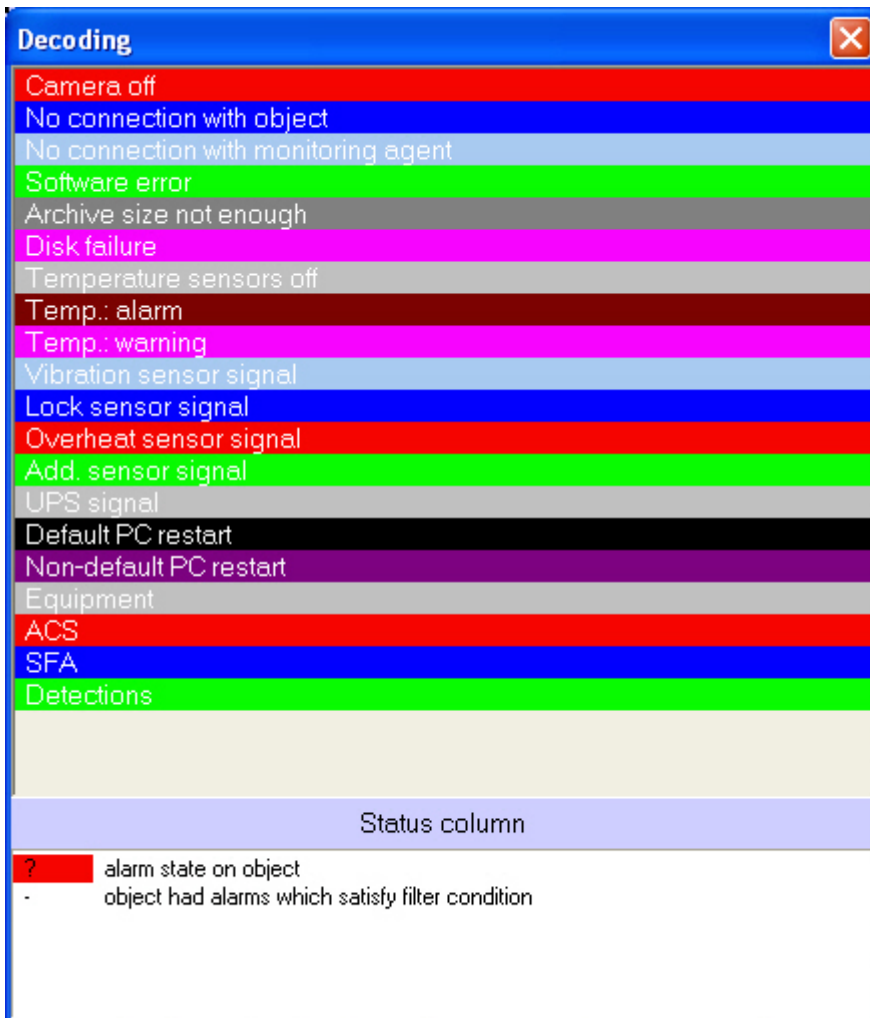 Decoding
Camera off
No connection with object
No connection with monitoring agent
Software error
Archive size not enough
Disk failure
Temperature sensors off
Temp.: alarm
Temp.: warning
Vibration sensor signal
Lock sensor signal
Overheat sensor signal
Add. sensor signal
UPS signal
Default PC restart
Non-default PC restart
Equipment
ACS
SFA
Detections
Status column
? alarm state on object
- object had alarms which satisfy filter condition